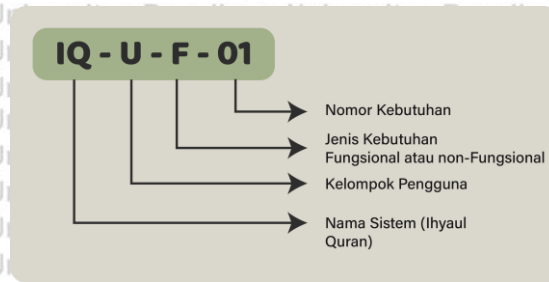 IQ - U - F - 01
Nomor Kebutuhan
Jenis Kebutuhan
Fungsional atau non-Fungsional
Kelompok Pengguna
Nama Sistem (Ihyaul
Quran)